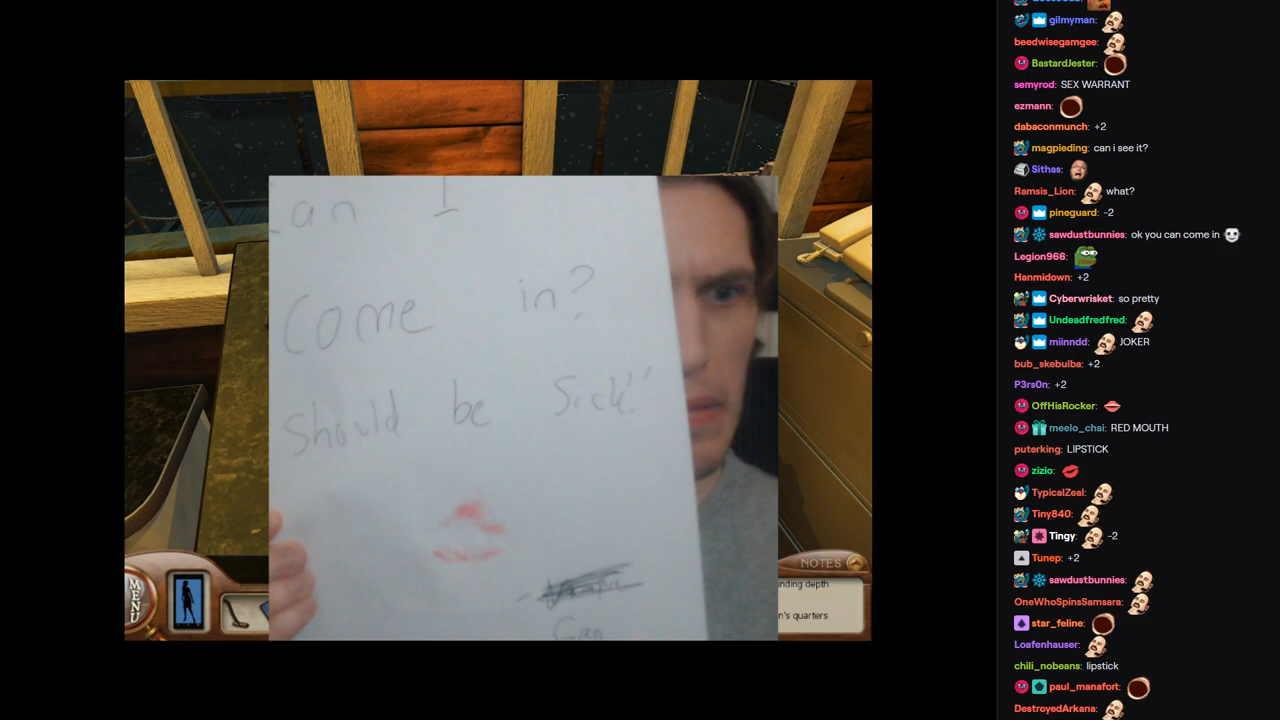 an I
Come in?
Should be Sick!"
MENU
NOTES
nding depth
n's quarters
gilmyman:
beedwisegamgee:
BastardJester:
semyrod: SEX WARRANT
ezmann:
dabaconmunch: +2
magpieding: can i see it?
Sithas:
Ramsis_Lion: what?
pineguard: -2
sawdustbunnies: ok you can come in
Legion966:
Hanmidown: +2
Cyberwrisket: so pretty
Undeadfredfred:
miinndd: JOKER
bub_skebulba: +2
P3rs0n: +2
OffHisRocker:
meelo_chai: RED MOUTH
puterking: LIPSTICK
zizio:
TypicalZeal:
Tiny840:
Tingy: -2
Tunep: +2
sawdustbunnies:
OneWhoSpinsSamsara:
star_feline:
Loafenhauser:
chili_nobeans: lipstick
paul_manafort:
DestroyedArkana: